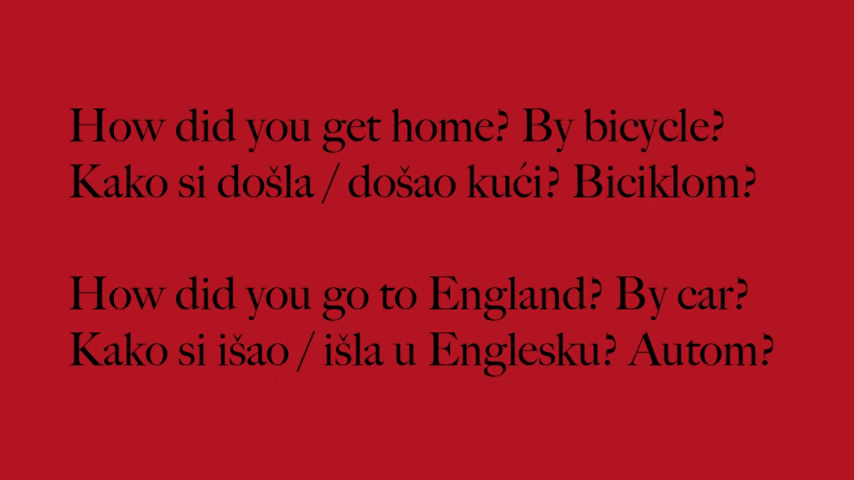 How did you get home? By bicycle?
Kako si došla / došao kući? Biciklom?
How did you go to England? By car?
Kako si išao / išla u Englesku? Autom?